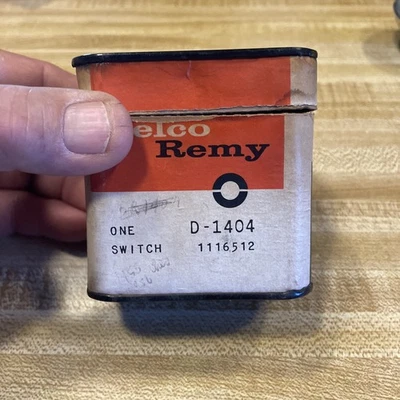 elco
Remy
ONE D-1404
SWITCH 1116512